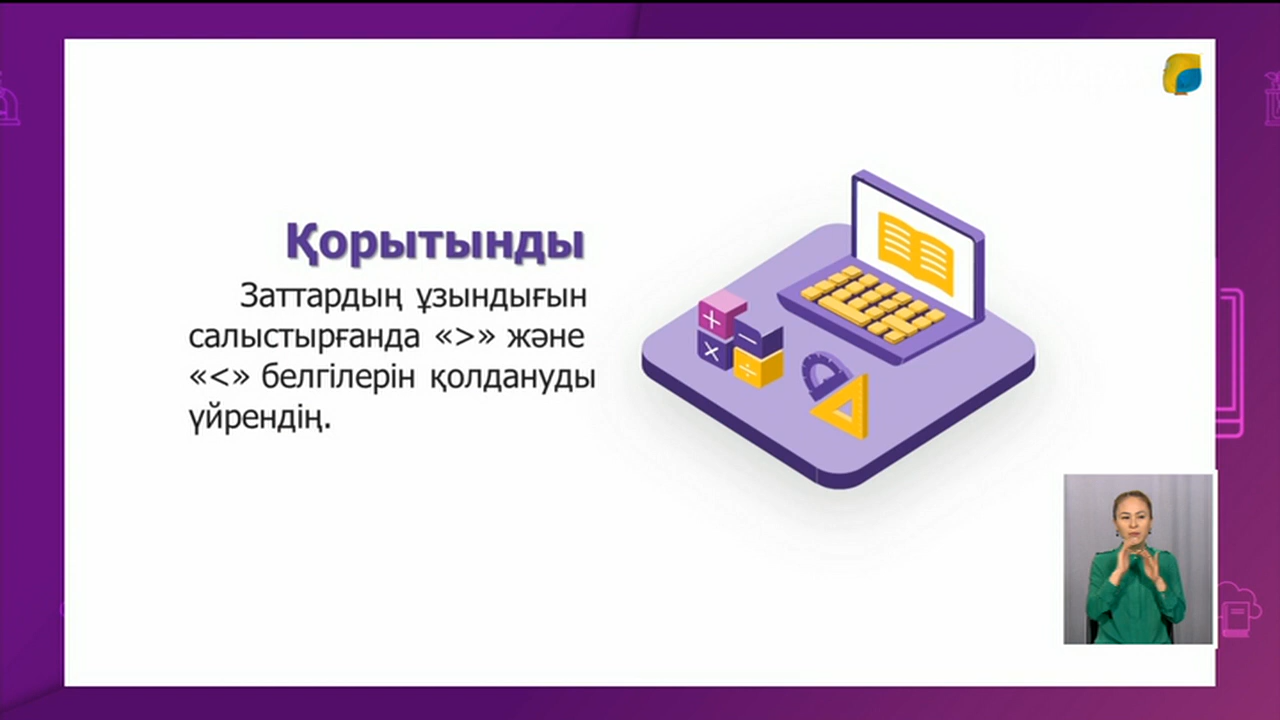 Қорытынды
Заттардың ұзындығын
салыстырғанда «>» және
«<» белгілерін қолдануды
үйрендің.